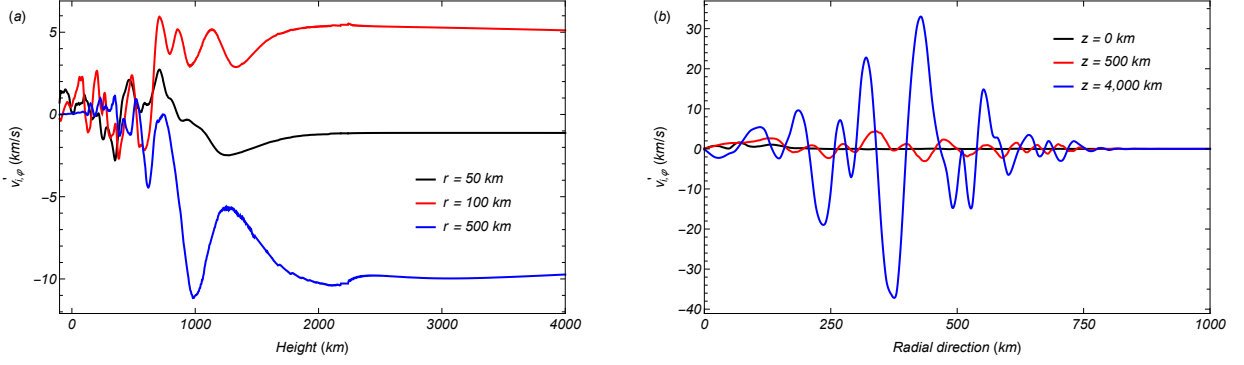 (a)
v'i,φ (km/s)
5
0
−5
−10
r = 50 km
r = 100 km
r = 500 km
0
1000
2000
3000
4000
Height (km)
(b)
v'i,φ (km/s)
30
20
10
0
−10
−20
−30
−40
z = 0 km
z = 500 km
z = 4,000 km
0
250
500
750
1000
Radial direction (km)